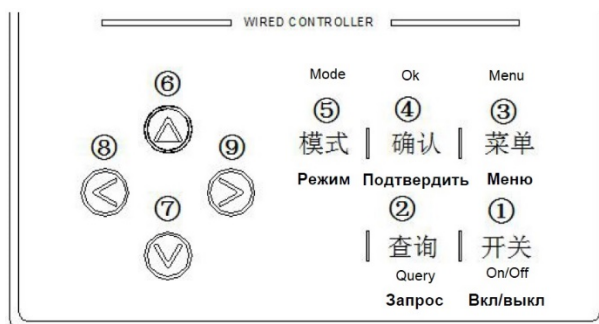 WIRED CONTROLLER
⑥
Mode Ok Menu
⑤ ④ ③
⑧ ⑨ 模式 确认 菜单
Режим Подтвердить Меню
⑦ ② ①
查询 开关
Query On/Off
Запрос Вкл/выкл